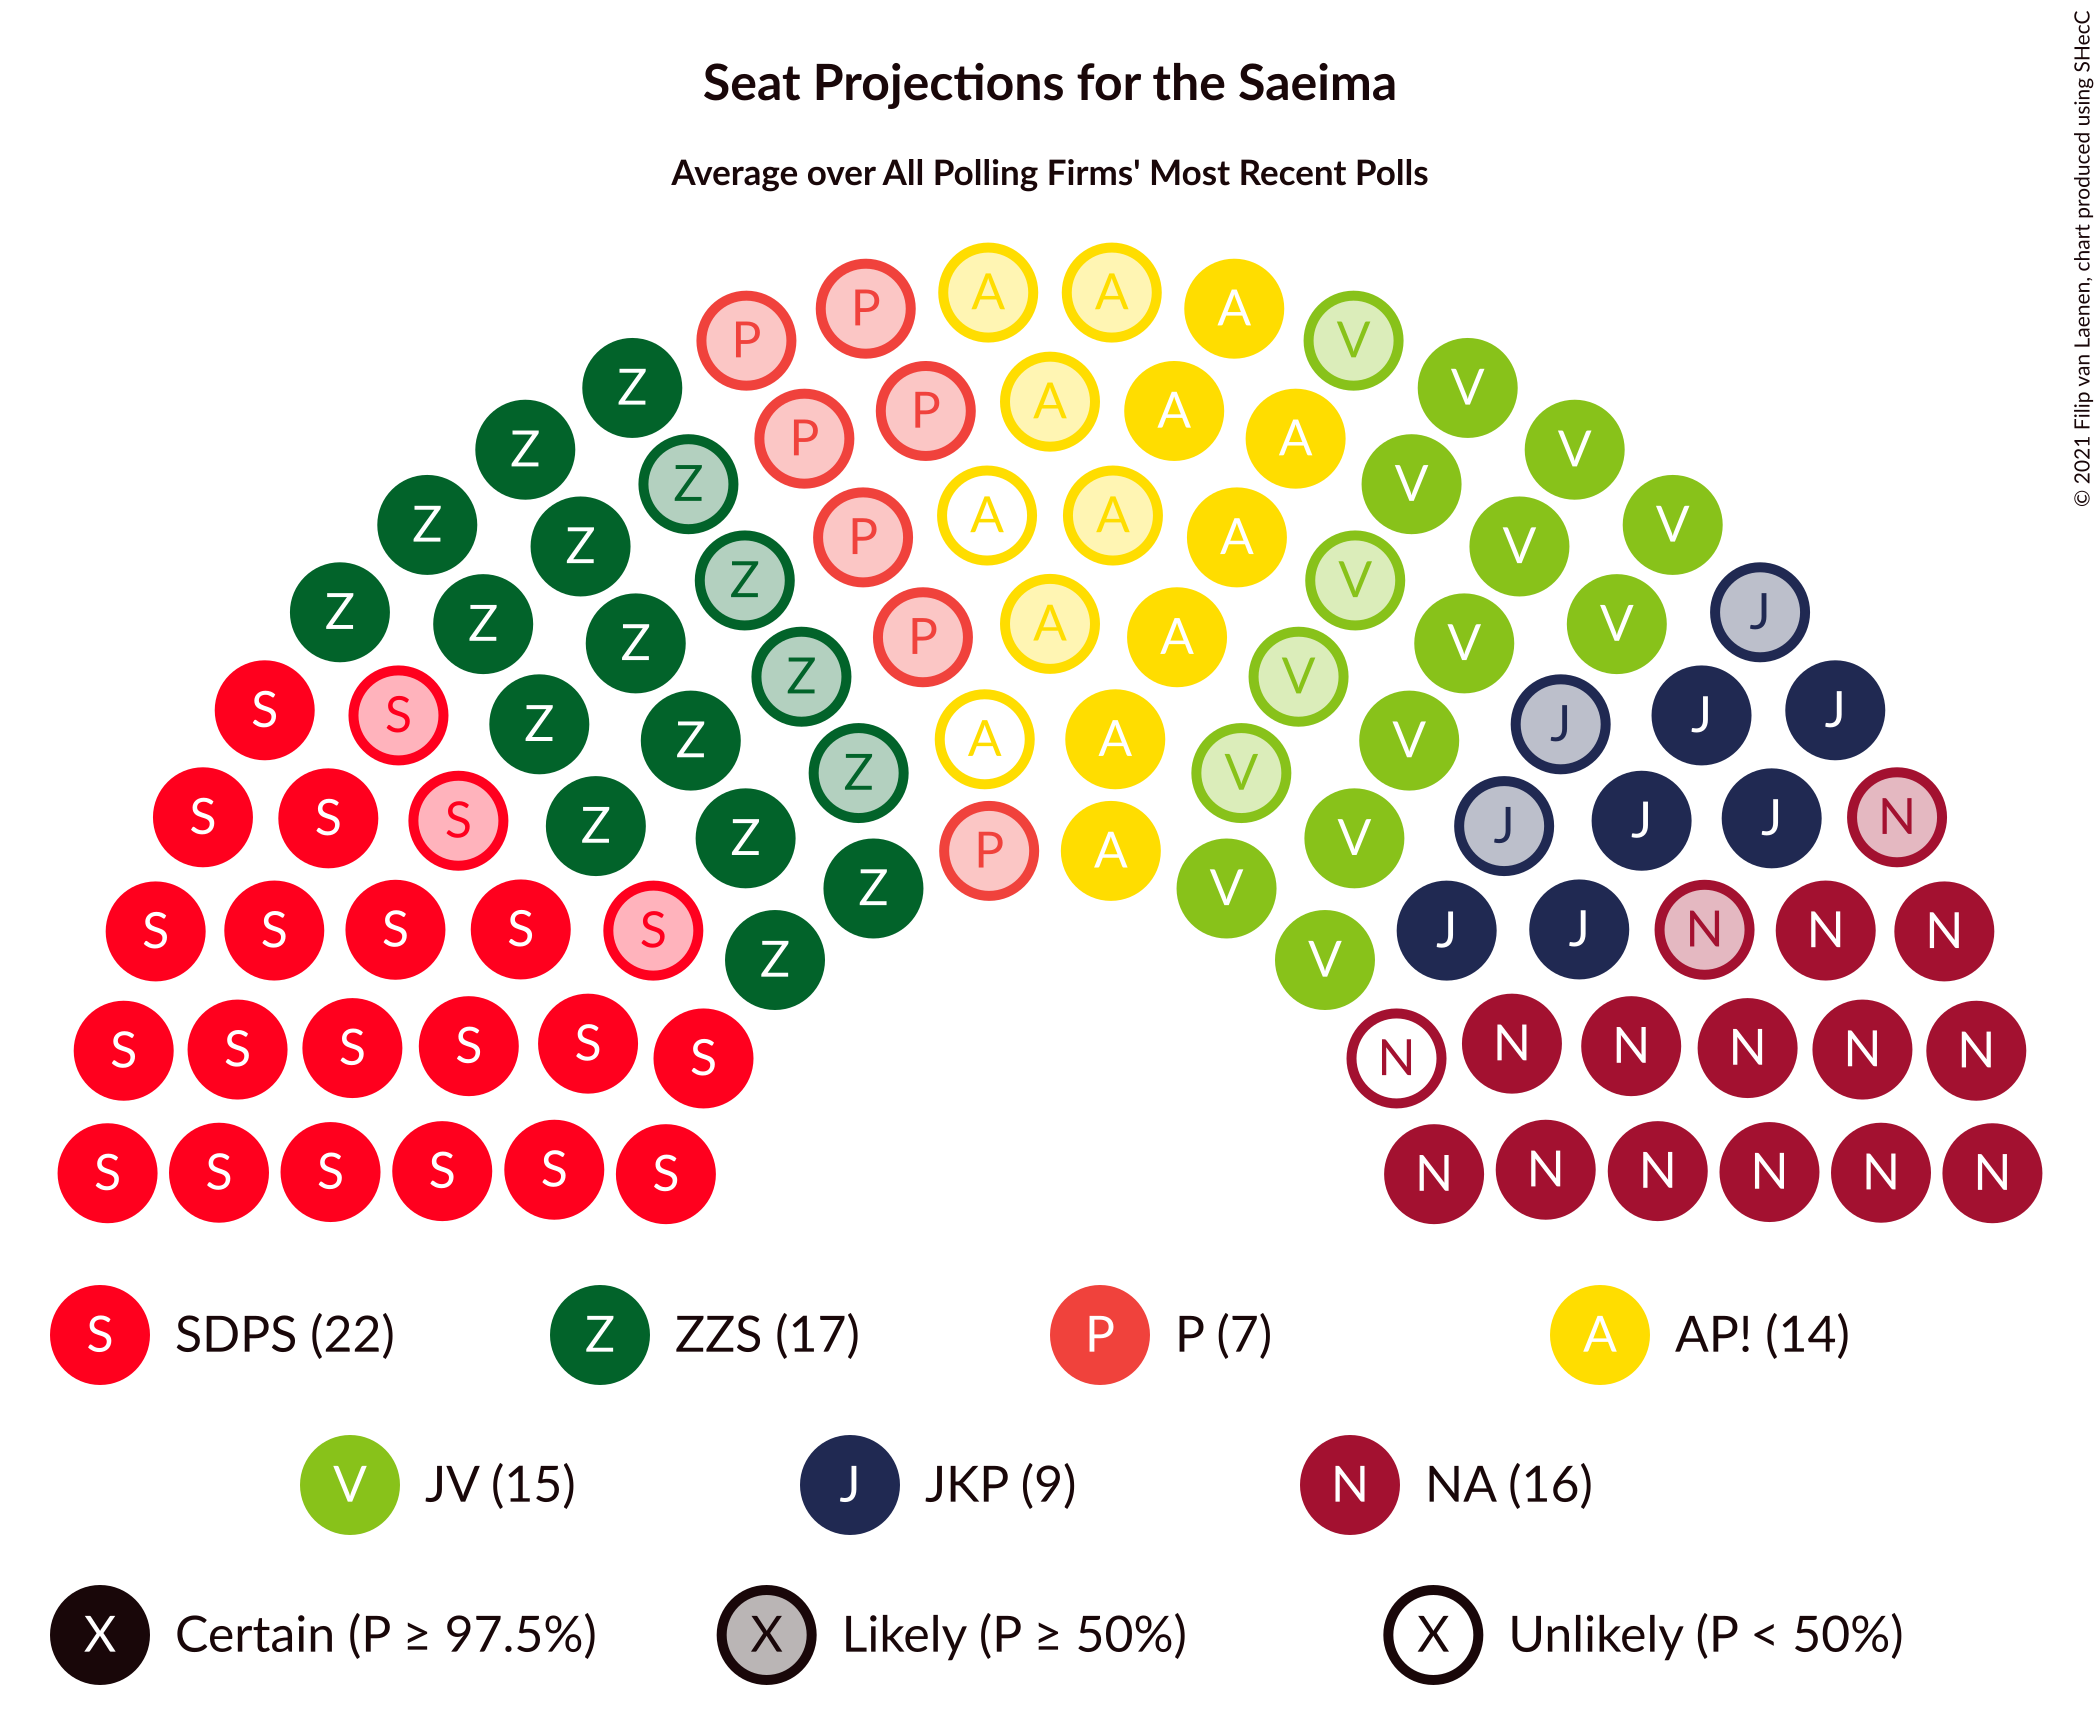 Seat Projections for the Saeima
Average over All Polling Firms' Most Recent Polls
© 2021 Filip van Laenen, chart produced using SHecC
A A
P A
P V
Z V
A
P A
P A
Z V
Z V
A A
Z V
P A
Z V
Z V
Z J
Z A V
P A
Z V
Z V
S J
S J
Z J
Z A A V
Z V
S S J N
S J
Z J
Z V
P A
Z V
S S S S S J J N N N
Z V
S S S S S S N N N N N N
S S S S S S N N N N N N
S SDPS (22) Z ZZS (17) P P (7) A AP! (14)
V JV (15) J JKP (9) N NA (16)
X Certain (P ≥ 97.5%) X Likely (P ≥ 50%) X Unlikely (P < 50%)